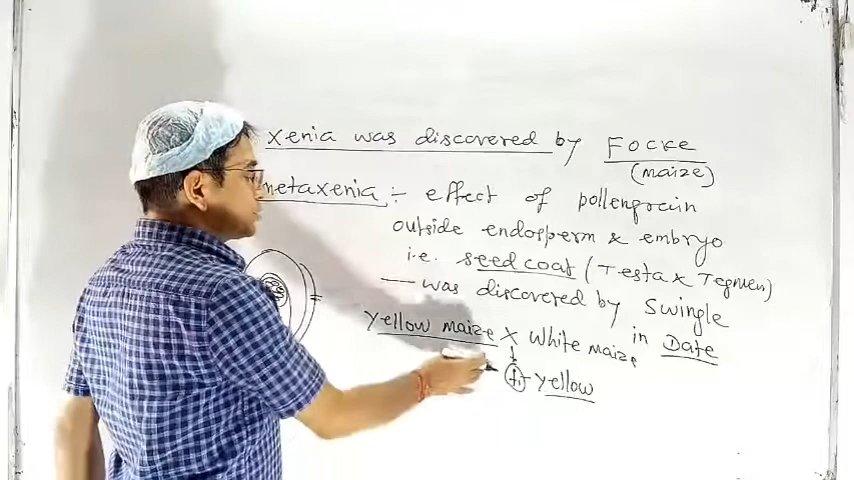 Xenia was discovered by Focke
(maize)
metaxenia :- effect of pollengrain
outside endosperm & embryo
i.e. seed coat (Testa & Tegmen)
— was discovered by Swingle
in Date
Yellow maize X White maize
↓
f1 - Yellow